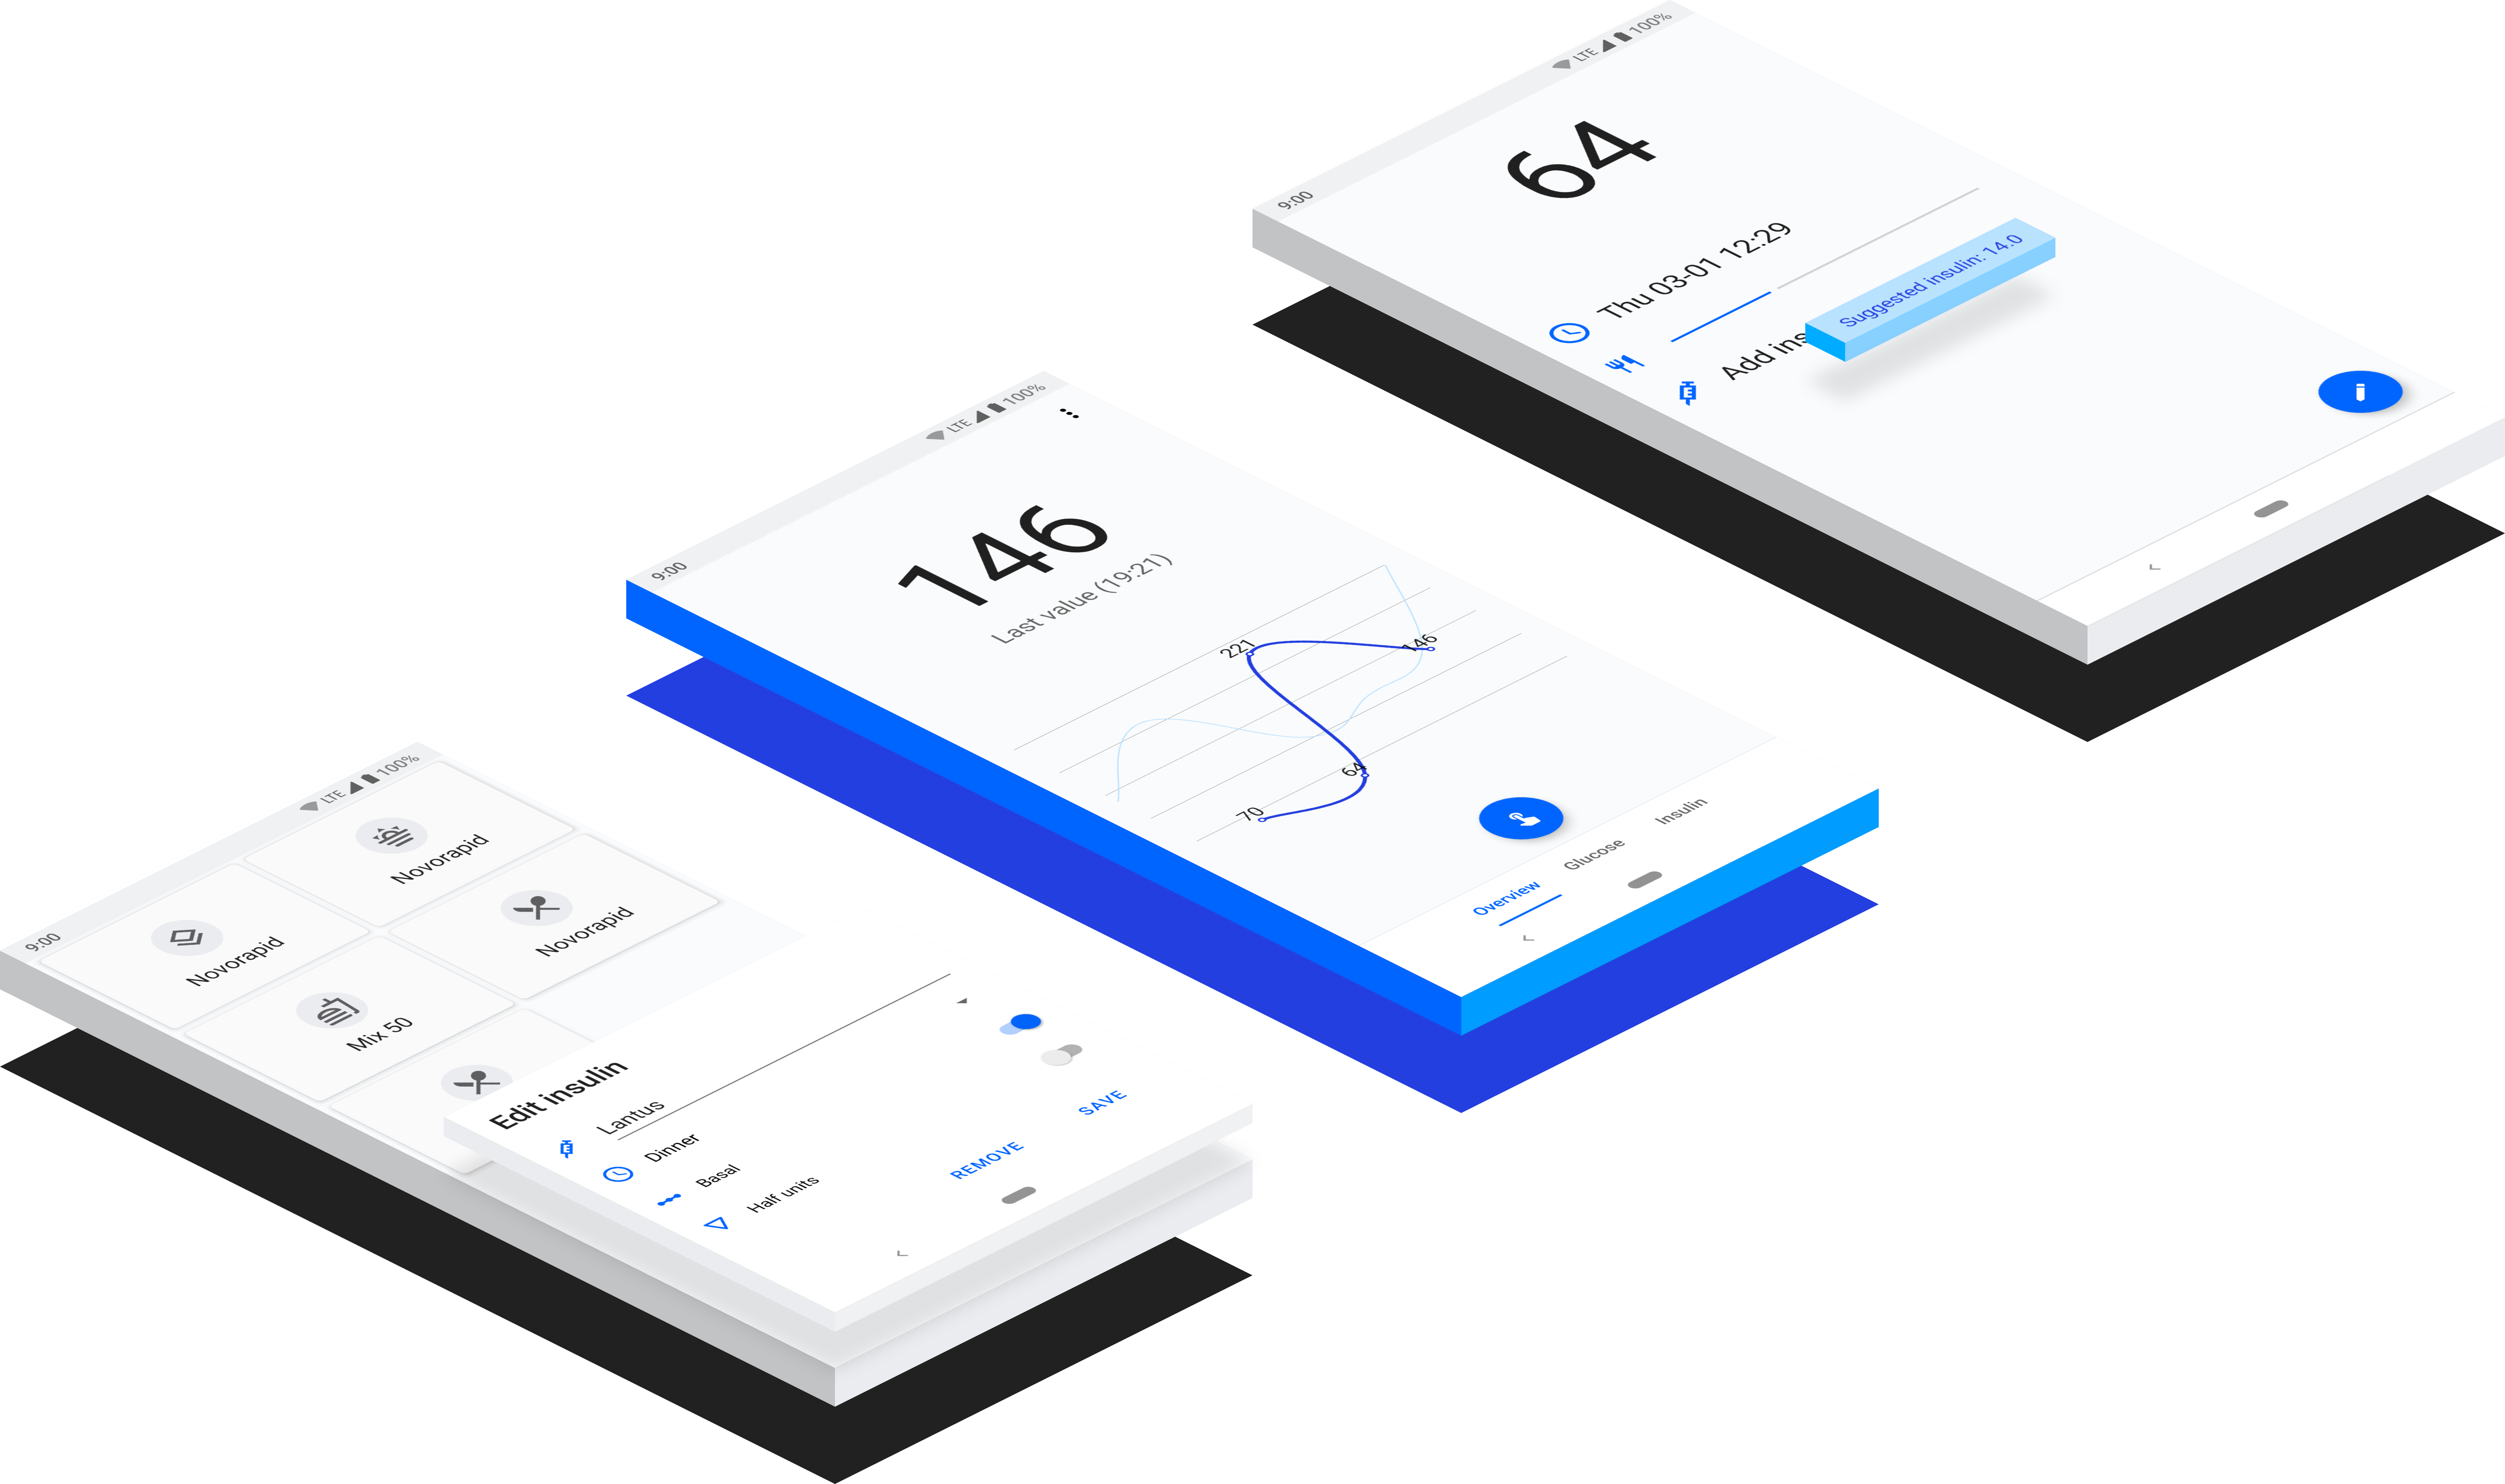 9:00 LTE 100%
Novorapid
Novorapid
Novorapid
Mix 50
Edit insulin
Lantus
Dinner
Basal
Half units
REMOVE SAVE
9:00 LTE 100%
146
Last value (19:21)
221
146
64
70
Overview Glucose Insulin
9:00 LTE 100%
64
Thu 03-01 12:29
Suggested insulin: 14.0
E
Add ins